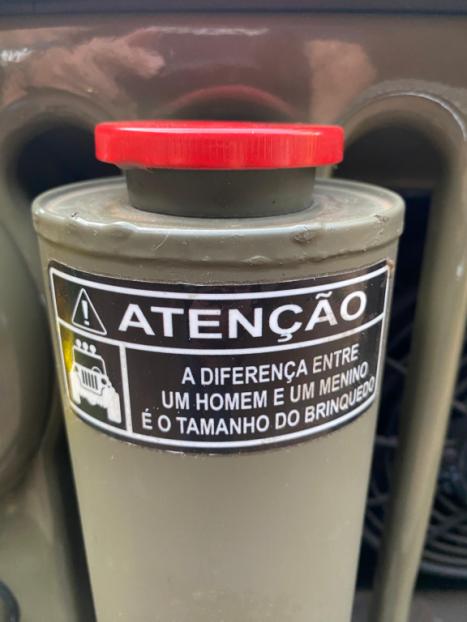 ATENÇÃO
A DIFERENÇA ENTRE
UM HOMEM E UM MENINO
É O TAMANHO DO BRINQUEDO